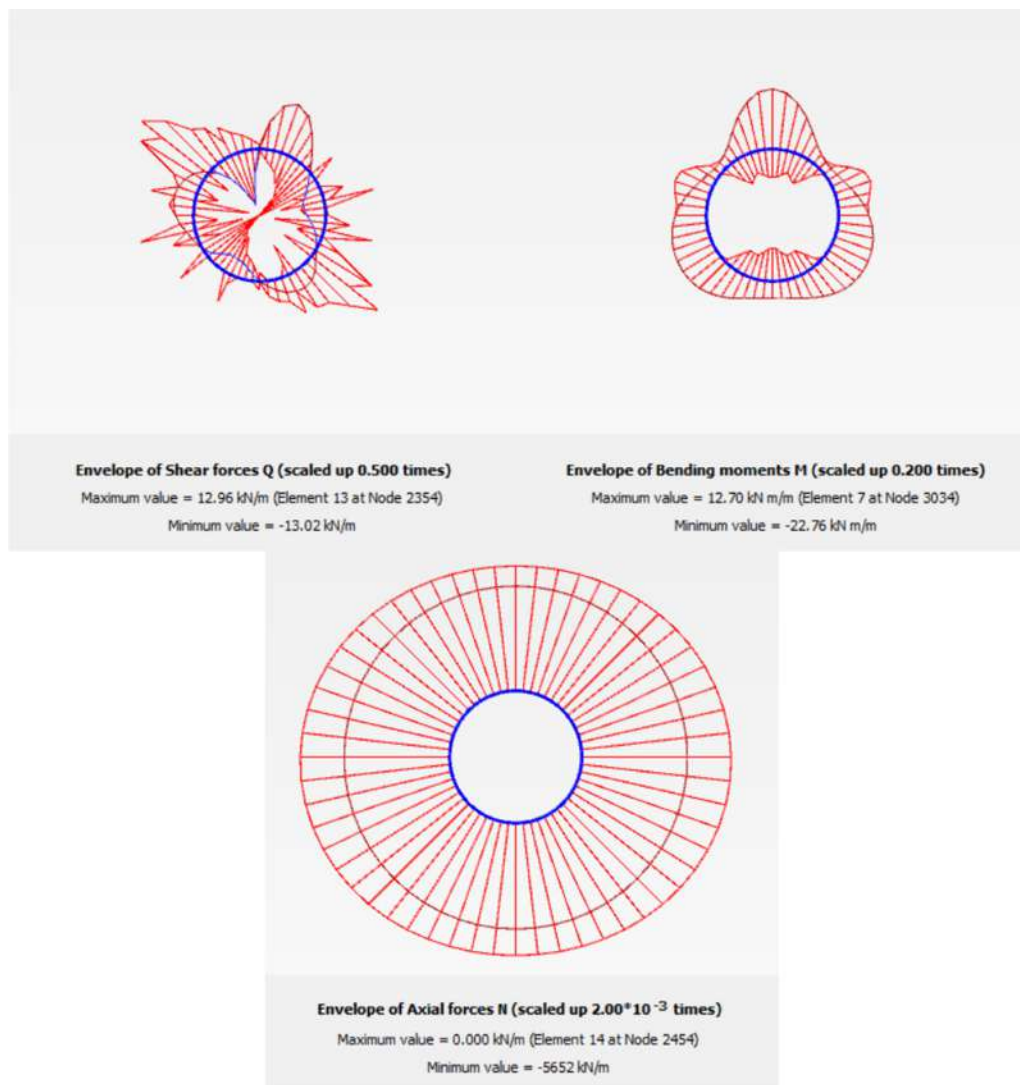 Envelope of Shear forces Q (scaled up 0.500 times)
Maximum value = 12.96 kN/m (Element 13 at Node 2354)
Minimum value = -13.02 kN/m
Envelope of Bending moments M (scaled up 0.200 times)
Maximum value = 12.70 kN m/m (Element 7 at Node 3034)
Minimum value = -22.76 kN m/m
Envelope of Axial forces N (scaled up 2.00*10⁻³ times)
Maximum value = 0.000 kN/m (Element 14 at Node 2454)
Minimum value = -5652 kN/m